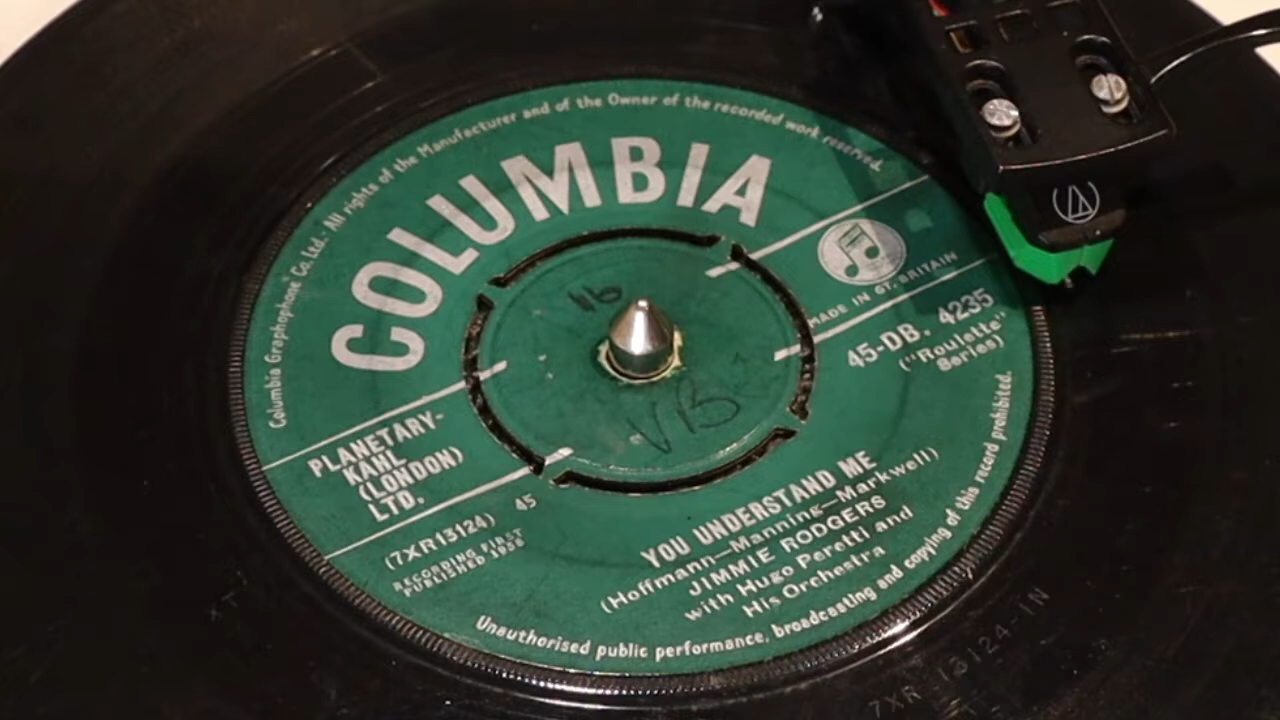 Columbia Graphophone Co. Ltd. - All rights of the Manufacturer and of the Owner of the recorded work reserved.
COLUMBIA
MADE IN GT. BRITAIN
45-DB. 4235
("Roulette"
Series)
PLANETARY-
KAHL
(LONDON)
LTD.
(7XR13124) 45
RECORDING FIRST
PUBLISHED 1958
VB
YOU UNDERSTAND ME
(Hoffmann—Manning—Markwell)
JIMMIE RODGERS
with Hugo Peretti and
His Orchestra
Unauthorised public performance, broadcasting and copying of this record prohibited.
7XR 13124-1N